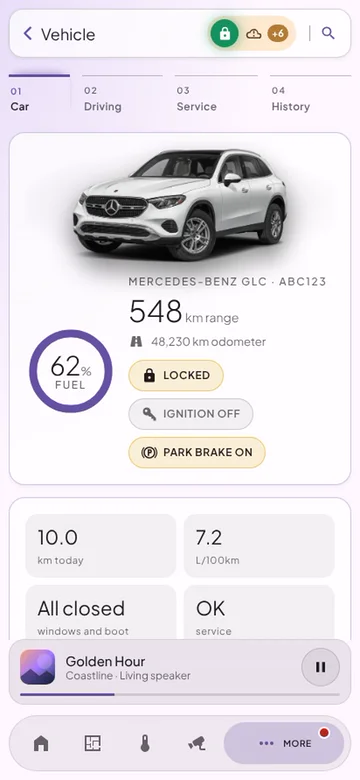 Vehicle
+6
01
Car
02
Driving
03
Service
04
History
MERCEDES-BENZ GLC · ABC123
548 km range
48,230 km odometer
62%
FUEL
LOCKED
IGNITION OFF
PARK BRAKE ON
10.0
km today
7.2
L/100km
All closed
windows and boot
OK
service
Golden Hour
Coastline · Living speaker
MORE